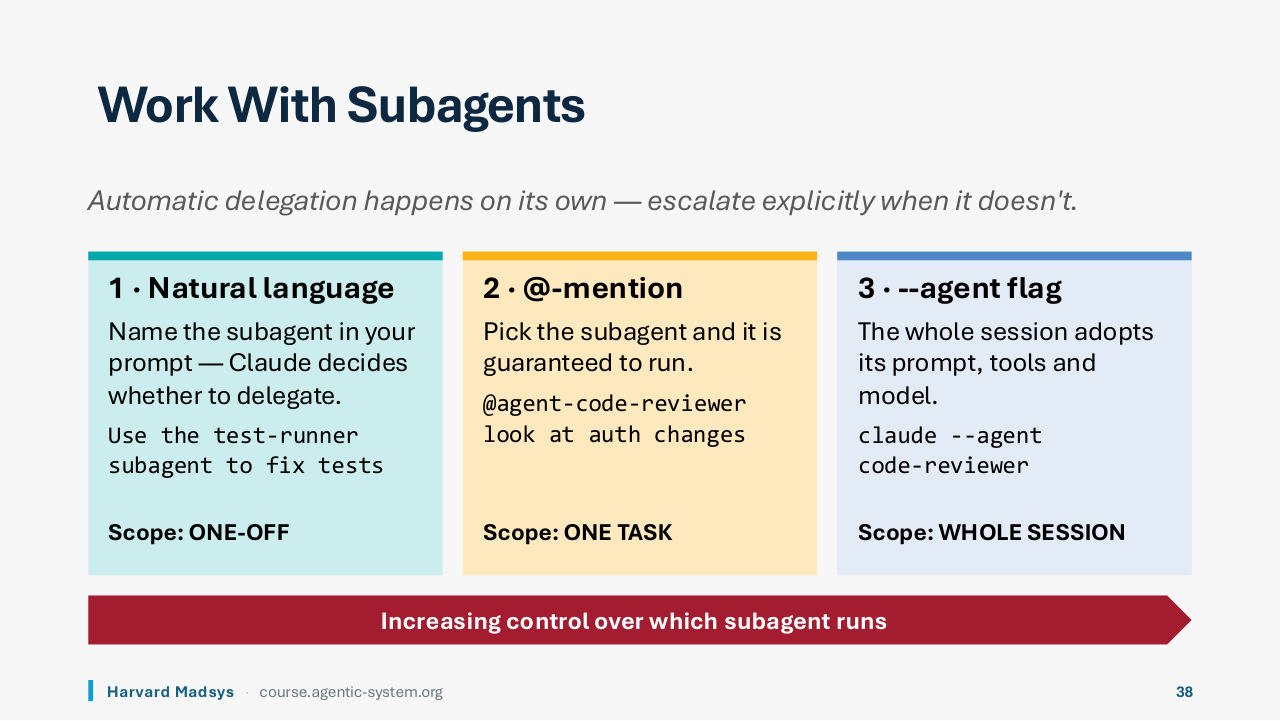 Work With Subagents
Automatic delegation happens on its own — escalate explicitly when it doesn't.
1 · Natural language
Name the subagent in your
prompt — Claude decides
whether to delegate.
Use the test-runner
subagent to fix tests
Scope: ONE-OFF
2 · @-mention
Pick the subagent and it is
guaranteed to run.
@agent-code-reviewer
look at auth changes
Scope: ONE TASK
3 · --agent flag
The whole session adopts
its prompt, tools and
model.
claude --agent
code-reviewer
Scope: WHOLE SESSION
Increasing control over which subagent runs
Harvard Madsys · course.agentic-system.org
38